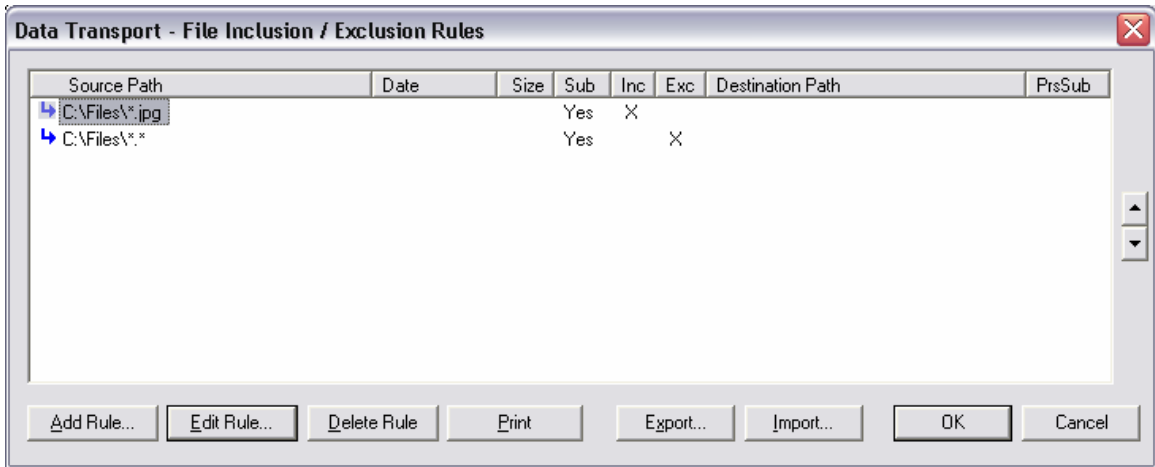 Data Transport - File Inclusion / Exclusion Rules
Source Path Date Size Sub Inc Exc Destination Path PrsSub
C:\Files\*.jpg Yes X
C:\Files\*.* Yes X
Add Rule... Edit Rule... Delete Rule Print Export... Import... OK Cancel